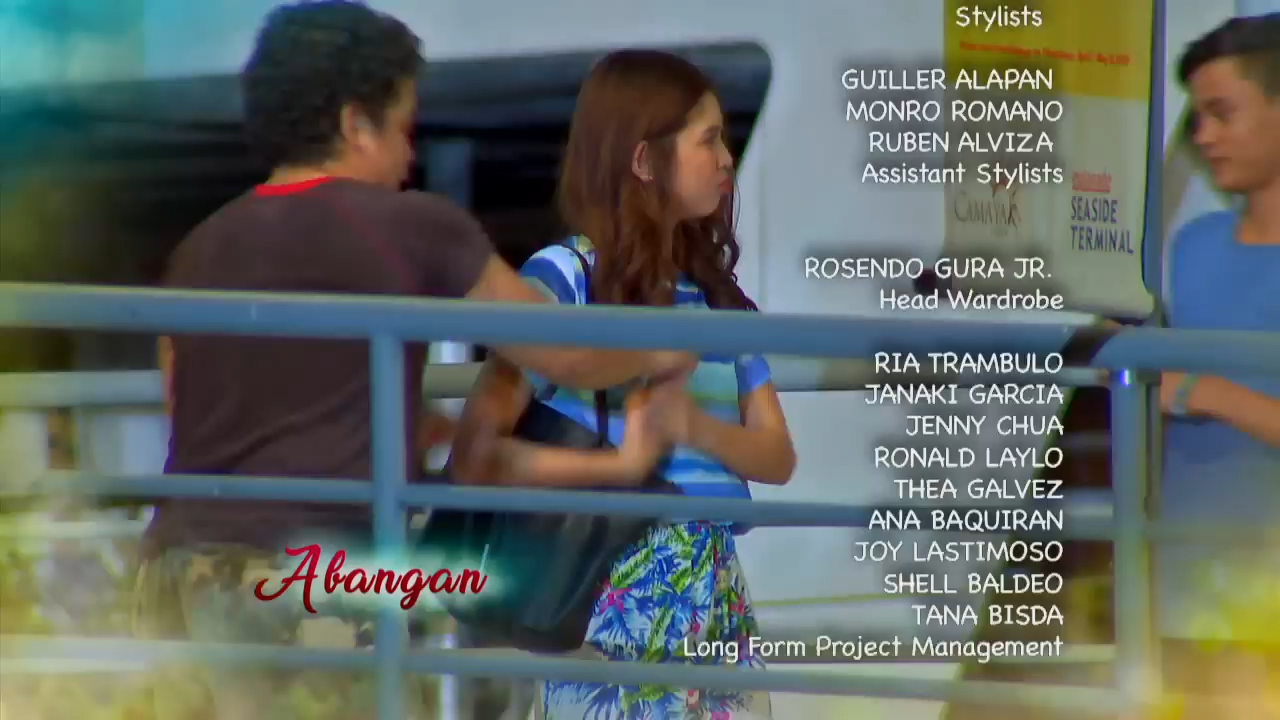 Stylists
GUILLER ALAPAN
MONRO ROMANO
RUBEN ALVIZA
Assistant Stylists
CAMAYA
SEASIDE
TERMINAL
ROSENDO GURA JR.
Head Wardrobe
RIA TRAMBULO
JANAKI GARCIA
JENNY CHUA
RONALD LAYLO
THEA GALVEZ
ANA BAQUIRAN
JOY LASTIMOSO
SHELL BALDEO
TANA BISDA
Long Form Project Management
Abangan